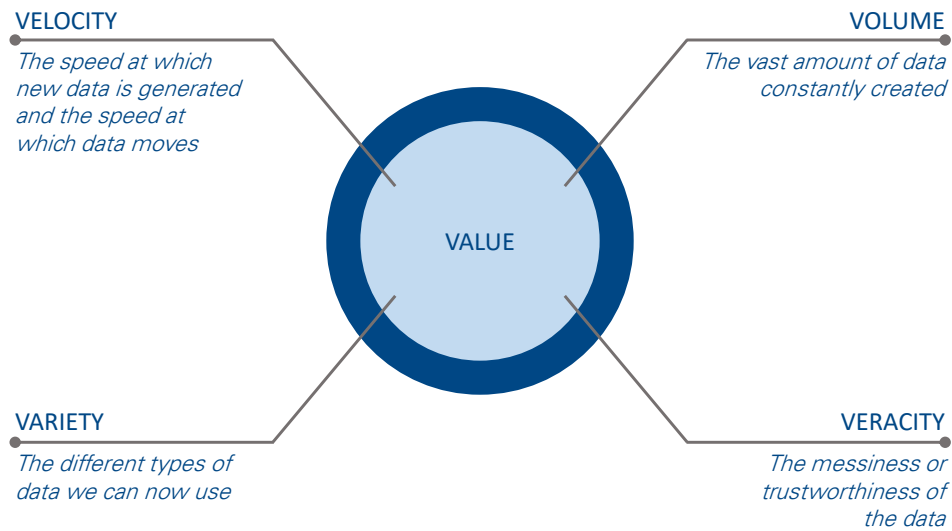 VELOCITY
The speed at which
new data is generated
and the speed at
which data moves
VOLUME
The vast amount of data
constantly created
VALUE
VARIETY
The different types of
data we can now use
VERACITY
The messiness or
trustworthiness of
the data